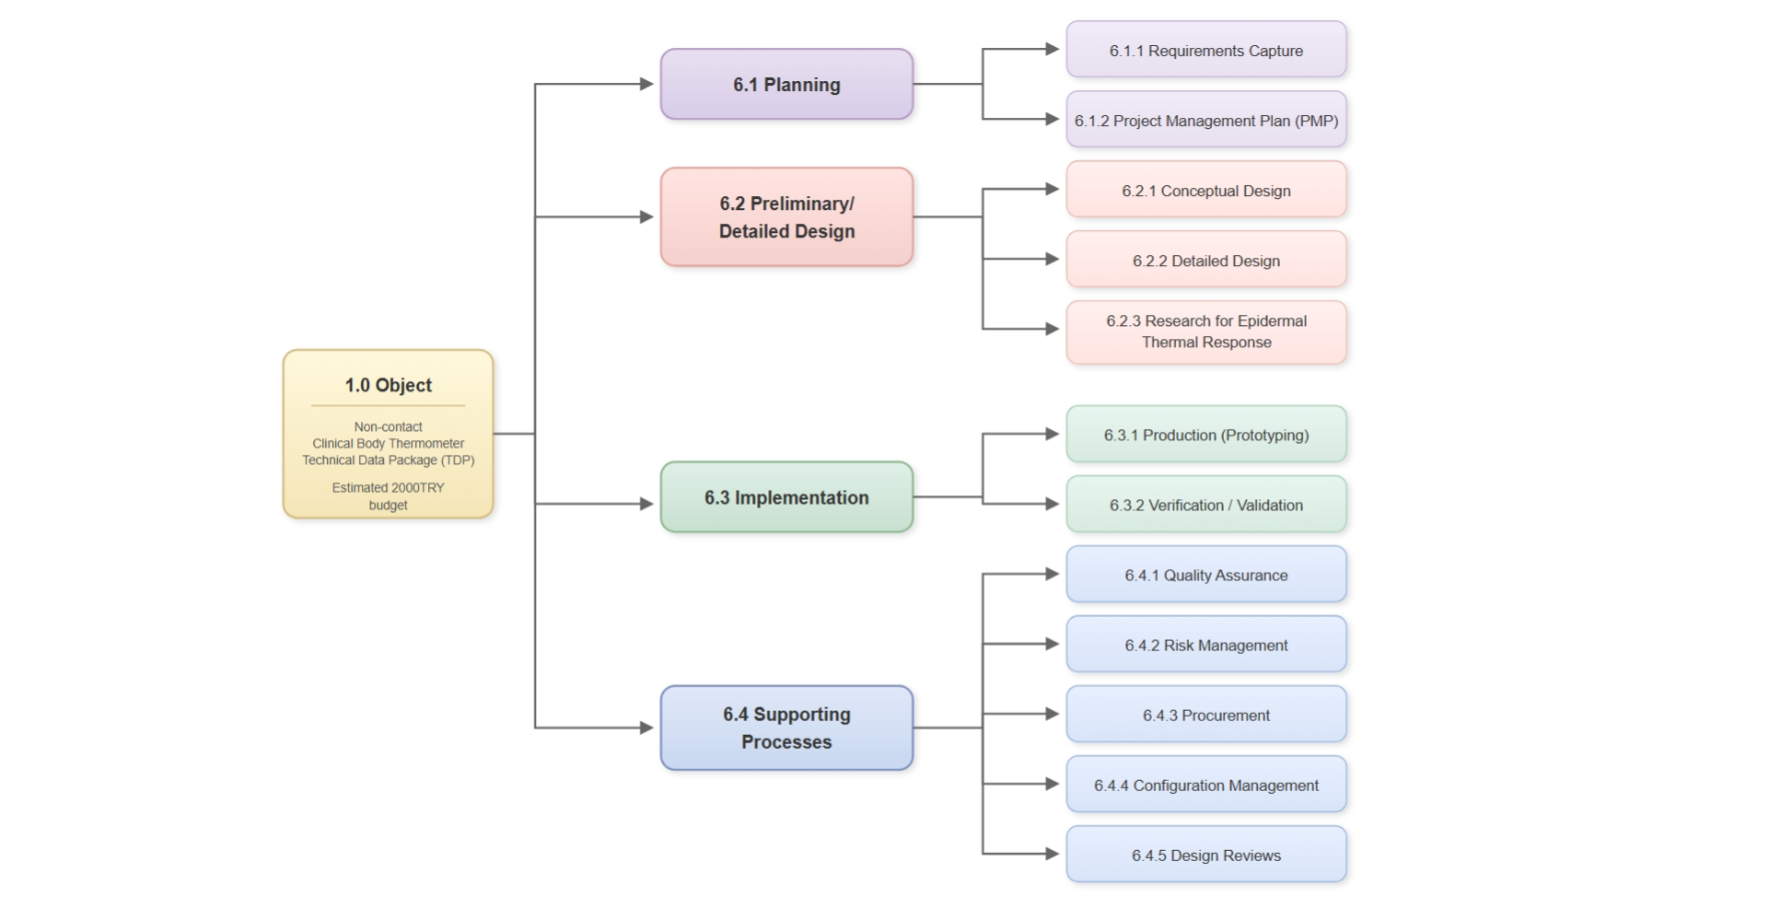 1.0 Object
Non-contact
Clinical Body Thermometer
Technical Data Package (TDP)
Estimated 2000TRY
budget
6.1 Planning
6.1.1 Requirements Capture
6.1.2 Project Management Plan (PMP)
6.2 Preliminary/
Detailed Design
6.2.1 Conceptual Design
6.2.2 Detailed Design
6.2.3 Research for Epidermal
Thermal Response
6.3 Implementation
6.3.1 Production (Prototyping)
6.3.2 Verification / Validation
6.4 Supporting
Processes
6.4.1 Quality Assurance
6.4.2 Risk Management
6.4.3 Procurement
6.4.4 Configuration Management
6.4.5 Design Reviews